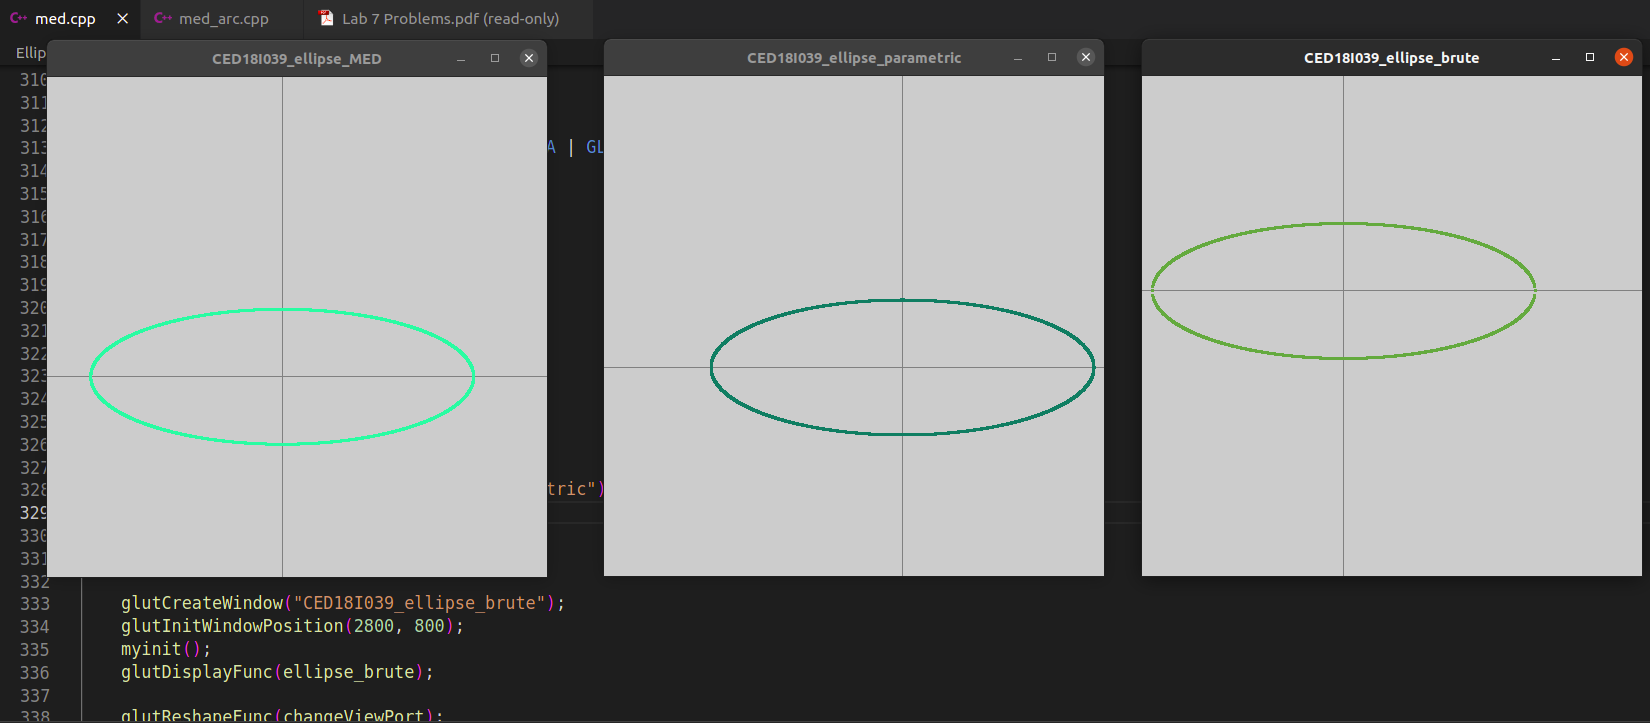 med.cpp
med_arc.cpp
Lab 7 Problems.pdf (read-only)
Ellip
CED18I039_ellipse_MED
CED18I039_ellipse_parametric
CED18I039_ellipse_brute
310
311
312
313 A | GL
314
315
316
317
318
319
320
321
322
323
324
325
326
327
328 tric")
329
330
331
332
333 glutCreateWindow("CED18I039_ellipse_brute");
334 glutInitWindowPosition(2800, 800);
335 myinit();
336 glutDisplayFunc(ellipse_brute);
337
338 glutReshapeFunc(changeViewPort);